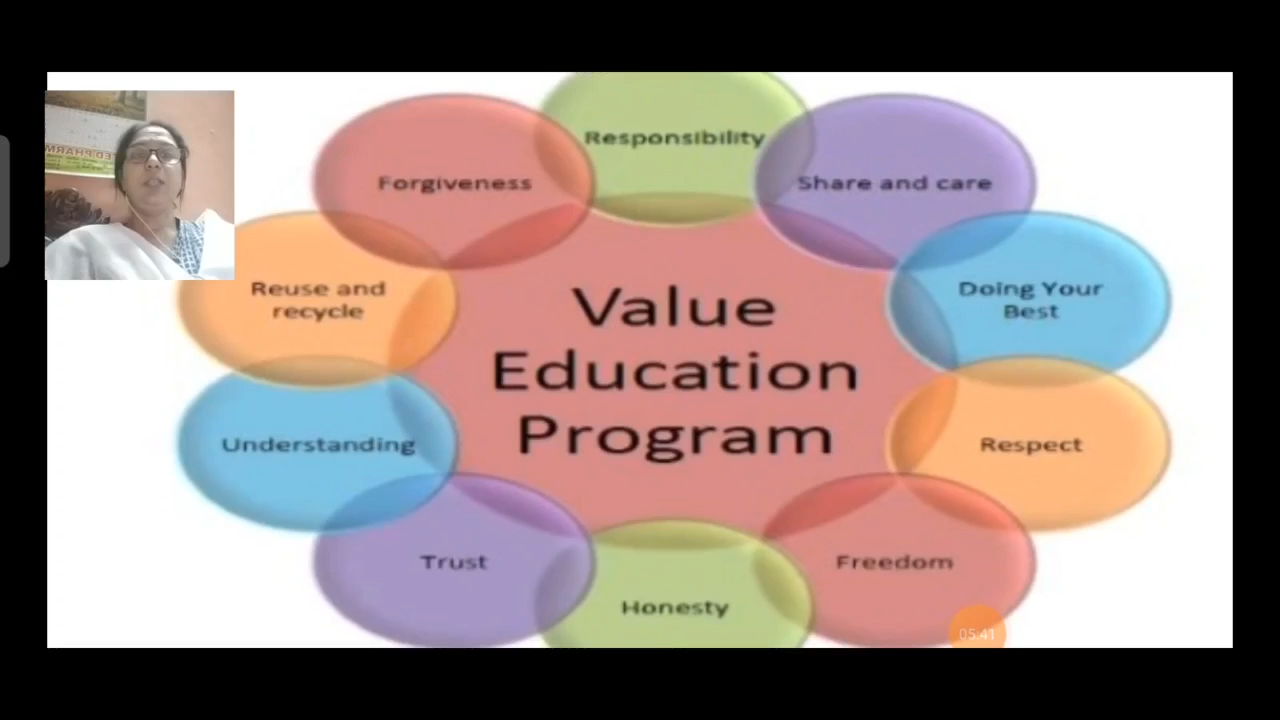 Responsibility
Forgiveness
Share and care
Reuse and
recycle
Doing Your
Best
Value
Education
Program
Understanding
Respect
Trust
Freedom
Honesty
05:41